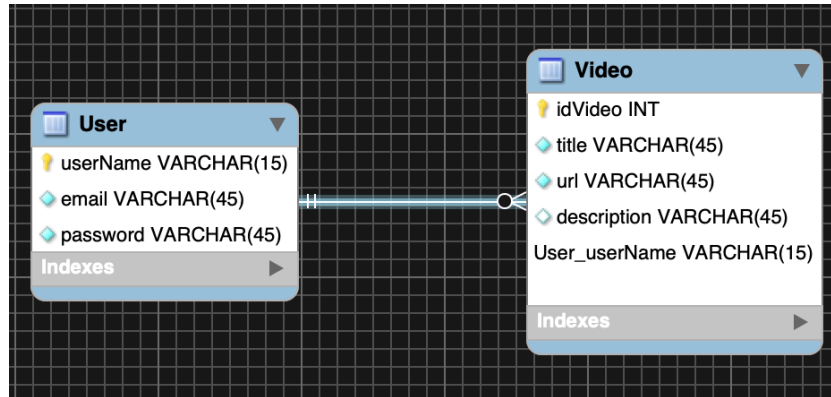 User
userName VARCHAR(15)
email VARCHAR(45)
password VARCHAR(45)
Indexes
Video
idVideo INT
title VARCHAR(45)
url VARCHAR(45)
description VARCHAR(45)
User_userName VARCHAR(15)
Indexes